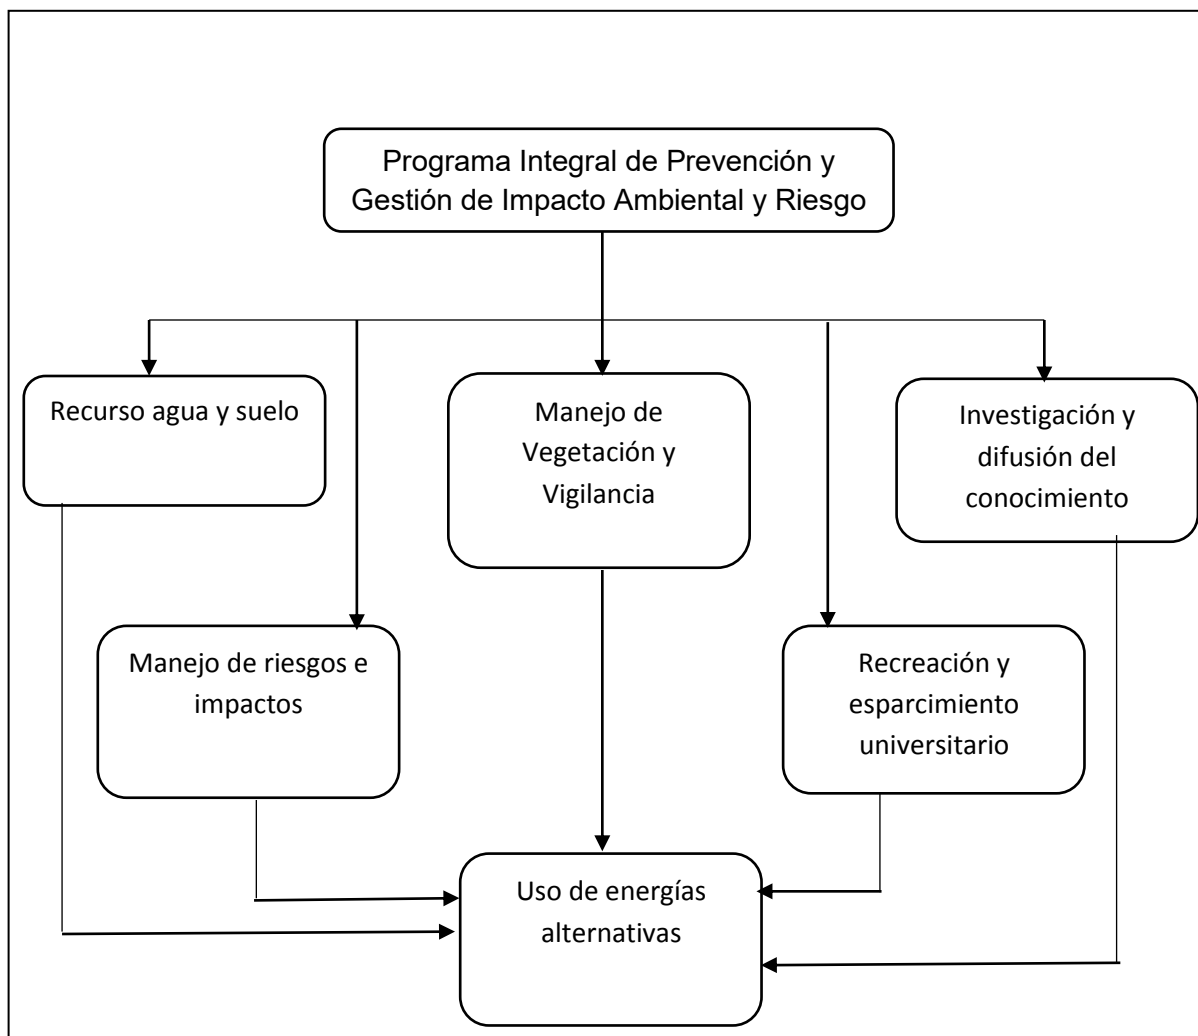 Programa Integral de Prevención y
Gestión de Impacto Ambiental y Riesgo
Recurso agua y suelo
Manejo de
Vegetación y
Vigilancia
Investigación y
difusión del
conocimiento
Manejo de riesgos e
impactos
Recreación y
esparcimiento
universitario
Uso de energías
alternativas